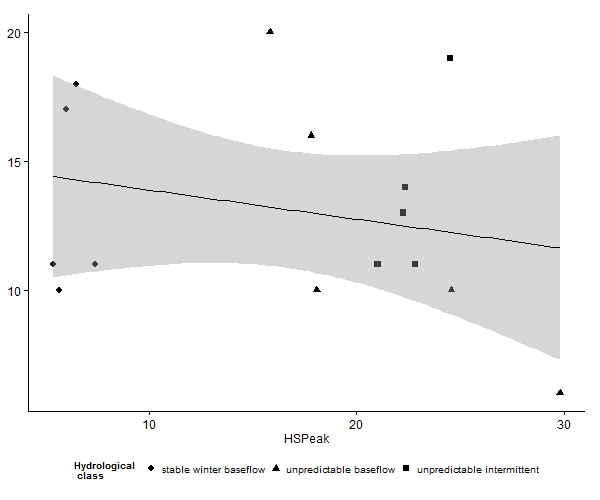 20
15
10
10
20
30
HSPeak
Hydrological
class
stable winter baseflow
unpredictable baseflow
unpredictable intermittent